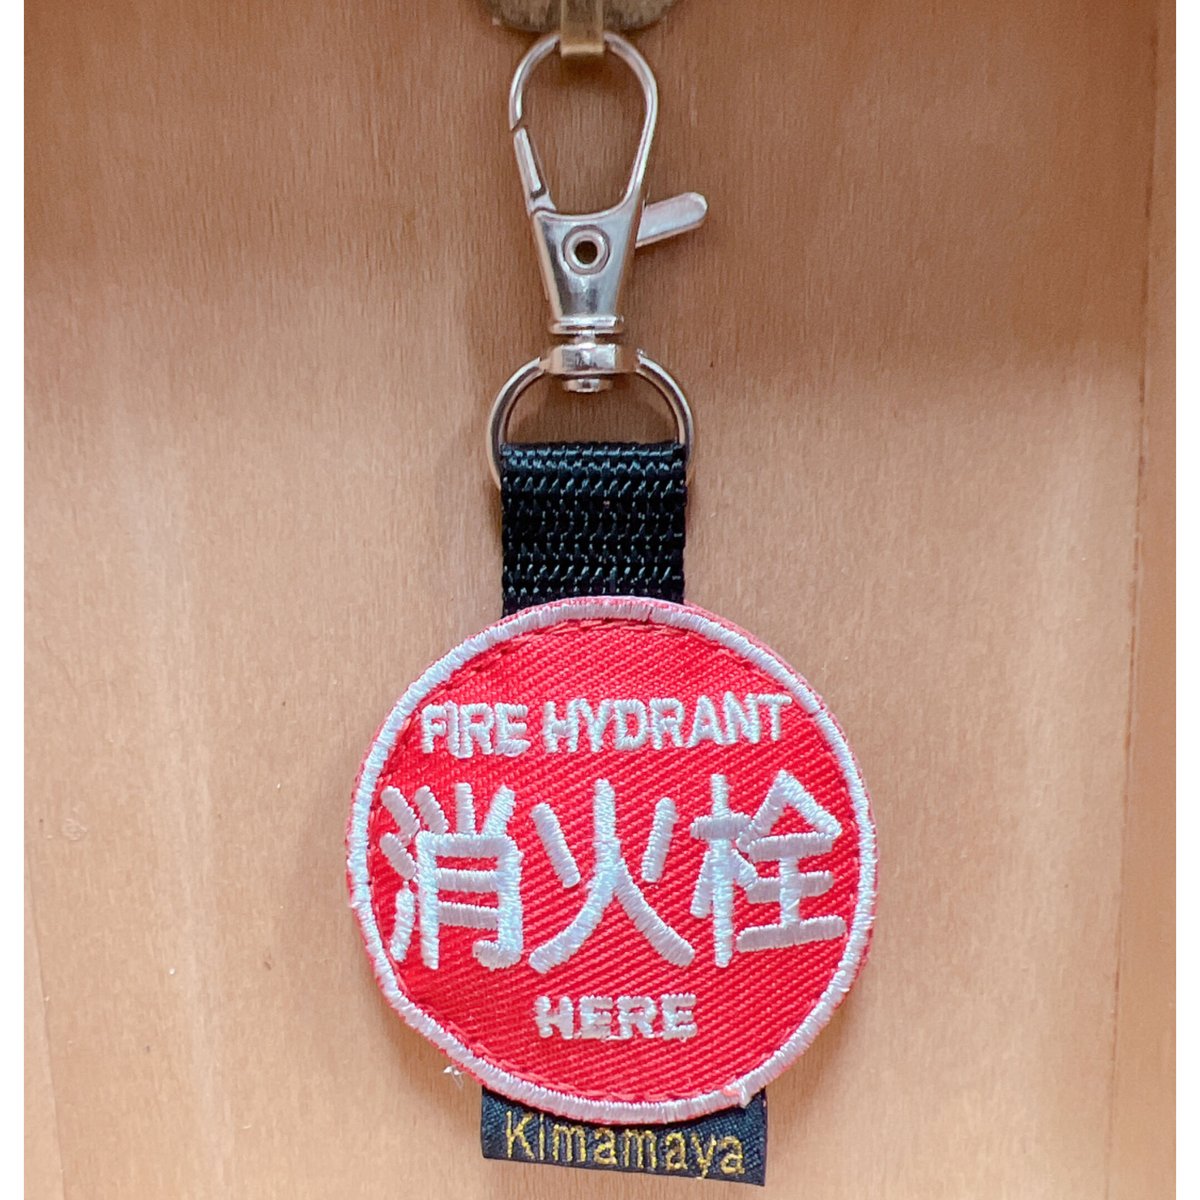 FIRE HYDRANT
消火栓
HERE
Kimamaya